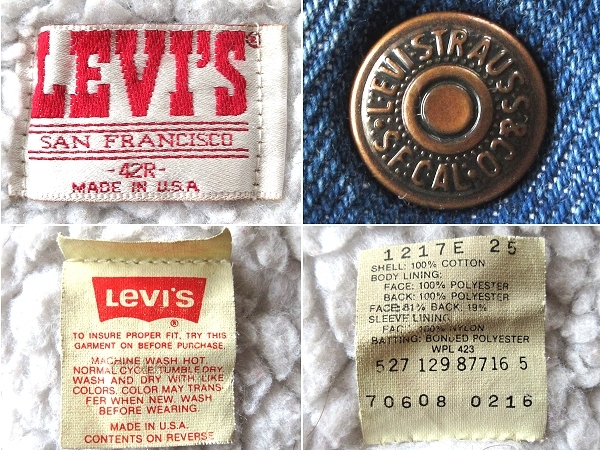 LEVI'S®
SAN FRANCISCO
-42R-
MADE IN U.S.A
LEVI STRAUSS & CO.
S.F. CAL.
LEVI'S
®
TO INSURE PROPER FIT, TRY THIS
GARMENT ON BEFORE PURCHASE.
MACHINE WASH HOT.
NORMAL CYCLE. TUMBLE DRY.
WASH AND DRY WITH LIKE
COLORS. COLOR MAY TRANS
FER WHEN NEW. WASH
BEFORE WEARING.
MADE IN U.S.A.
CONTENTS ON REVERSE
1217E 25
SHELL: 100% COTTON
BODY LINING:
FACE: 100% POLYESTER
BACK: 100% POLYESTER
FACE: 81% BACK: 19%
SLEEVE LINING:
FACE: 100% NYLON
BATTING: BONDED POLYESTER
WPL 423
527 129 87716 5
70608 0216